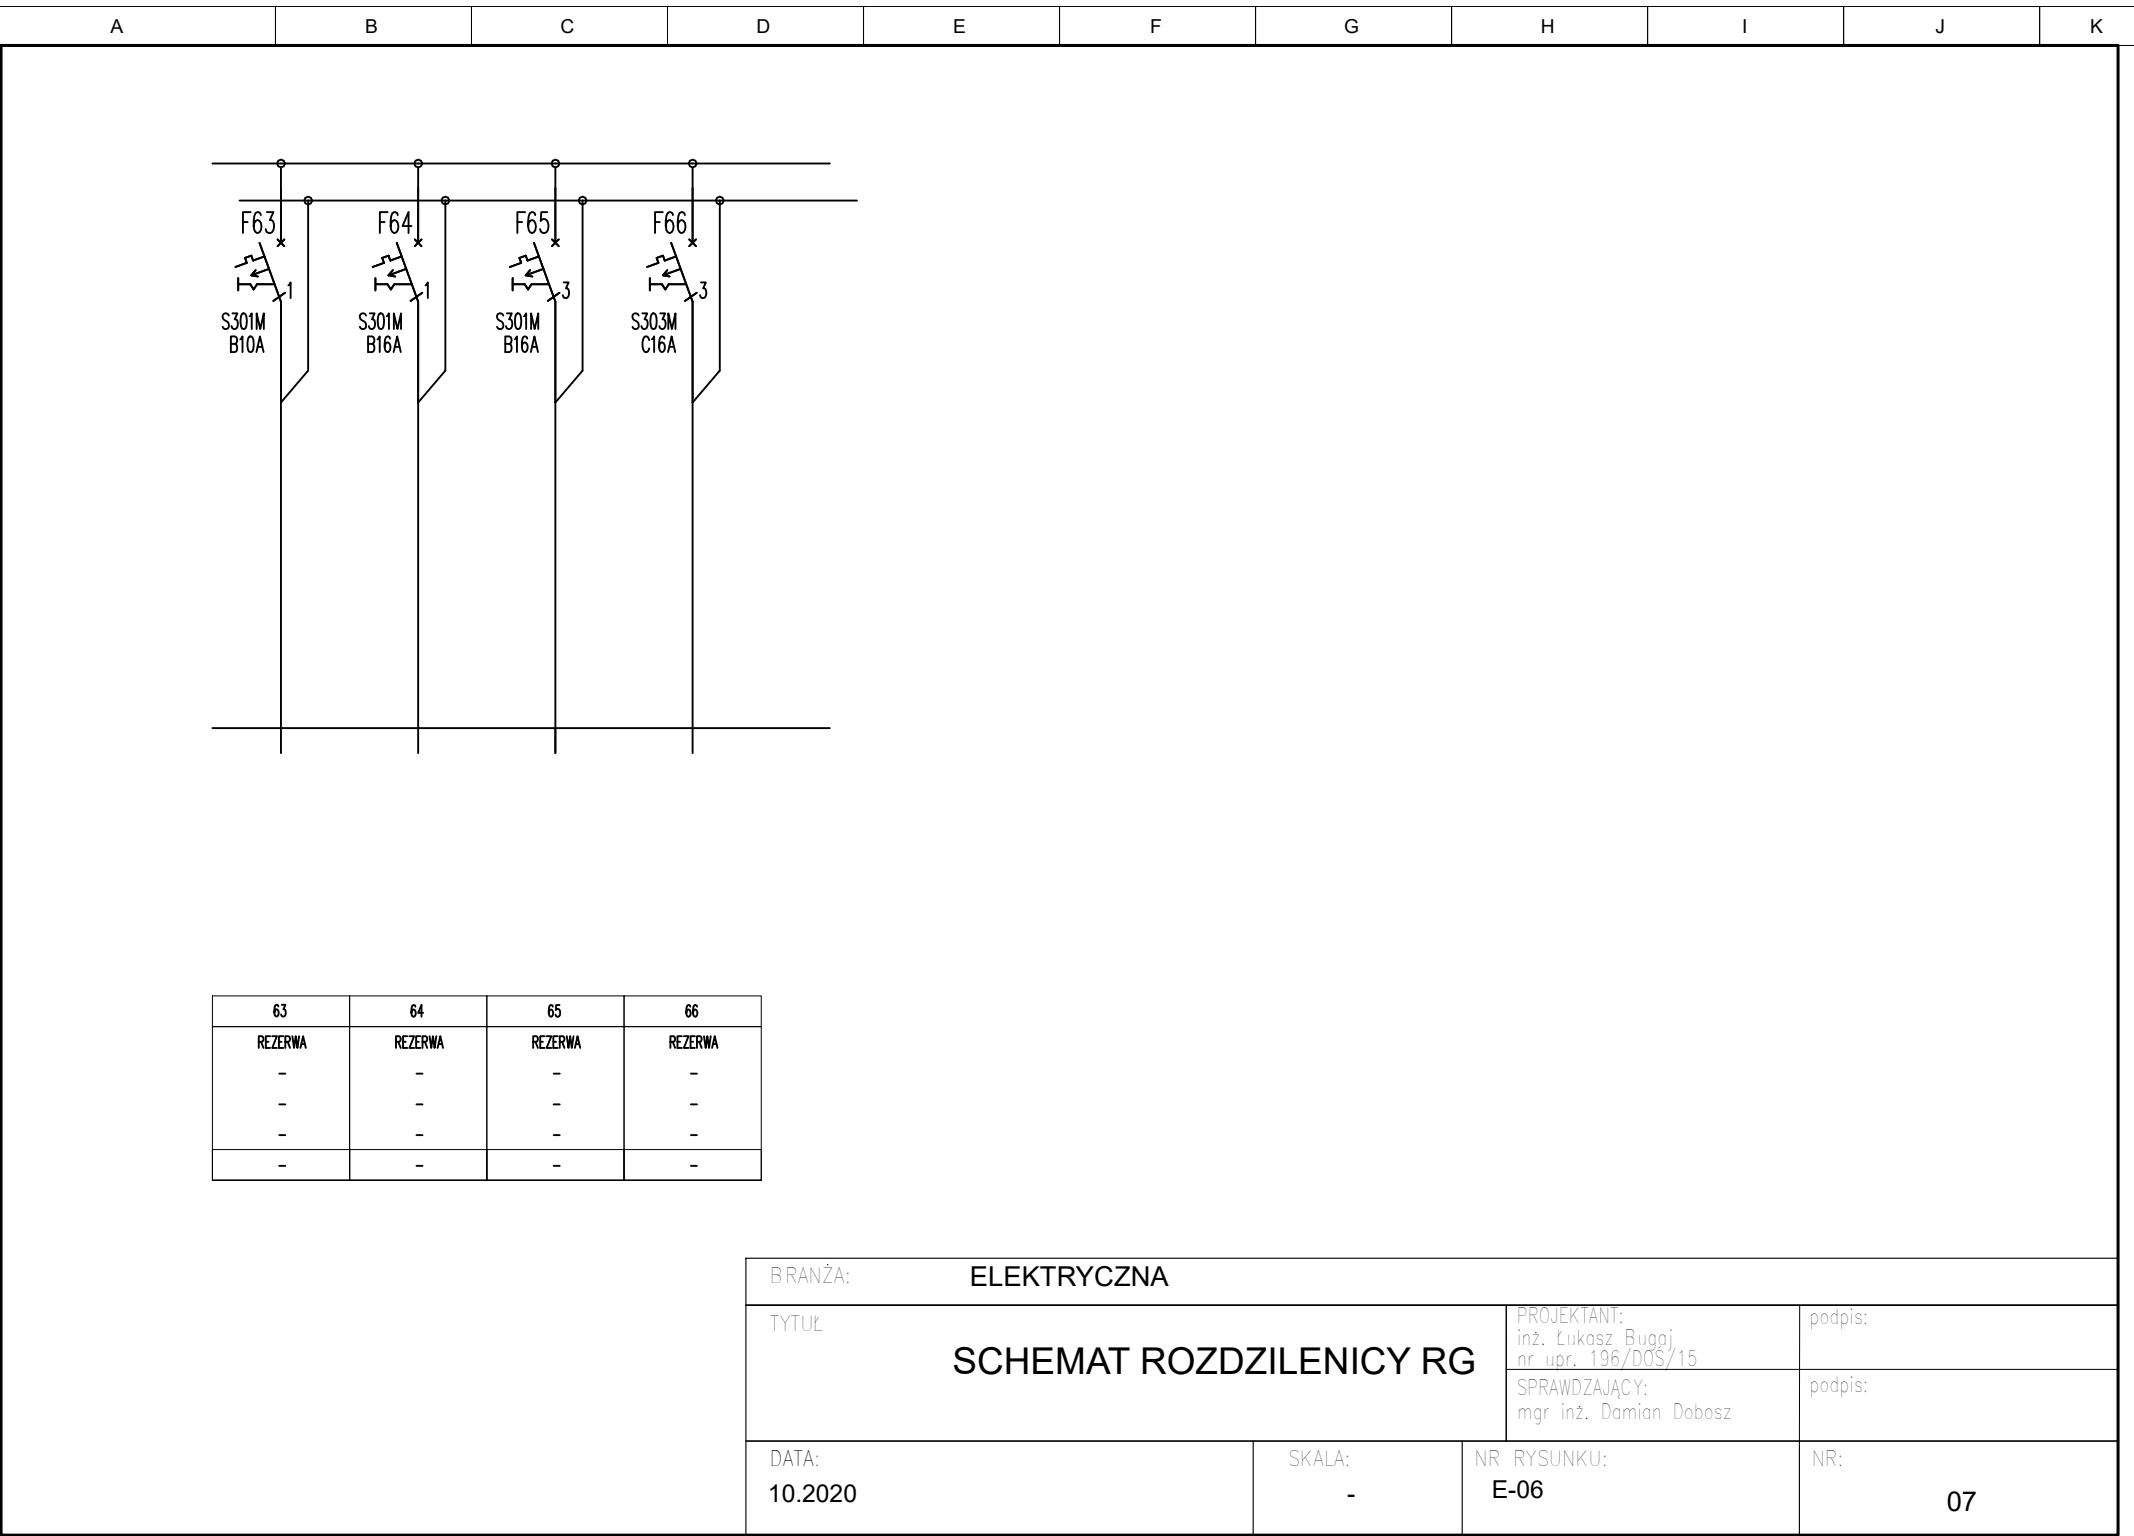 A B C D E F G H I J K
F63 F64 F65 F66
1 1 3 3
S301M S301M S301M S303M
B10A B16A B16A C16A
63 64 65 66
REZERWA REZERWA REZERWA REZERWA
- - - -
- - - -
- - - -
- - - -
BRANŻA: ELEKTRYCZNA
TYTUŁ
SCHEMAT ROZDZILENICY RG
PROJEKTANT:
inż. Łukasz Bugaj
nr upr. 196/DOŚ/15
podpis:
SPRAWDZAJĄCY:
mgr inż. Damian Dobosz
podpis:
DATA:
10.2020
SKALA:
-
NR RYSUNKU:
E-06
NR:
07